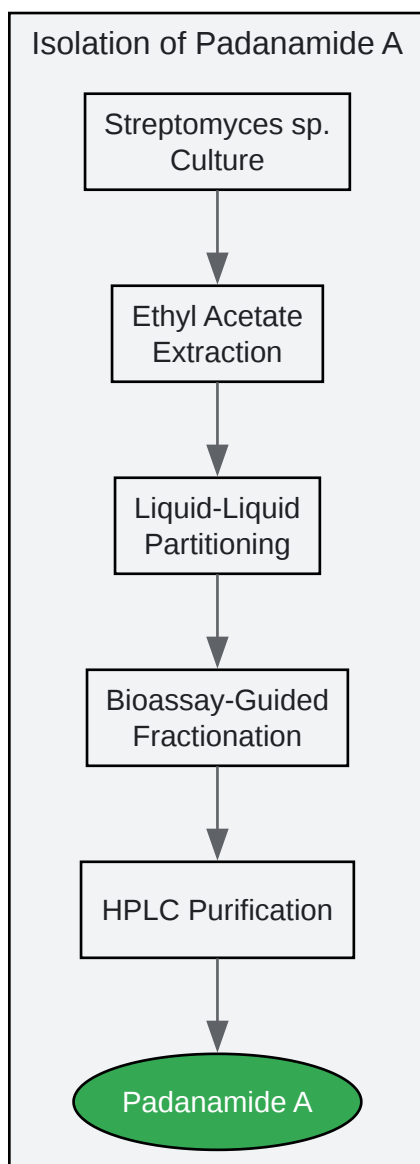 Isolation of Padanamide A
Streptomyces sp.
Culture
Ethyl Acetate
Extraction
Liquid-Liquid
Partitioning
Bioassay-Guided
Fractionation
HPLC Purification
Padanamide A